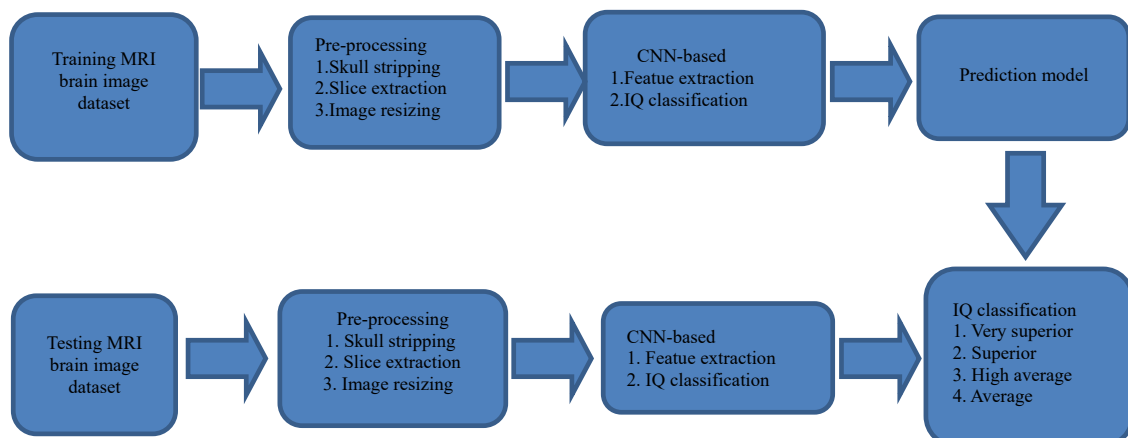 Training MRI
brain image
dataset
Pre-processing
1.Skull stripping
2.Slice extraction
3.Image resizing
CNN-based
1.Featue extraction
2.IQ classification
Prediction model
Testing MRI
brain image
dataset
Pre-processing
1. Skull stripping
2. Slice extraction
3. Image resizing
CNN-based
1. Featue extraction
2. IQ classification
IQ classification
1. Very superior
2. Superior
3. High average
4. Average